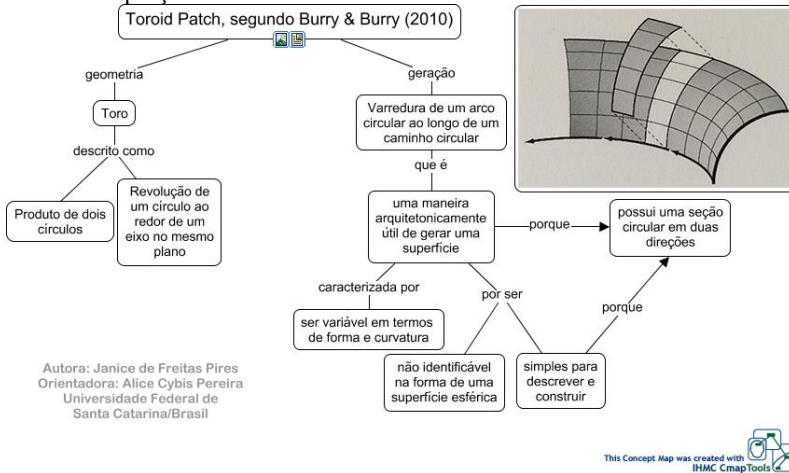 Toroid Patch, segundo Burry & Burry (2010)
geometria
geração
Toro
Varredura de um arco
circular ao longo de um
caminho circular
descrito como
que é
Produto de dois
círculos
Revolução de
um círculo ao
redor de um
eixo no mesmo
plano
uma maneira
arquitetonicamente
útil de gerar uma
superfície
porque
possui uma seção
circular em duas
direções
caracterizada por
por ser
porque
ser variável em termos
de forma e curvatura
não identificável
na forma de uma
superfície esférica
simples para
descrever e
construir
Autora: Janice de Freitas Pires
Orientadora: Alice Cybis Pereira
Universidade Federal de
Santa Catarina/Brasil
This Concept Map was created with
IHMC CmapTools